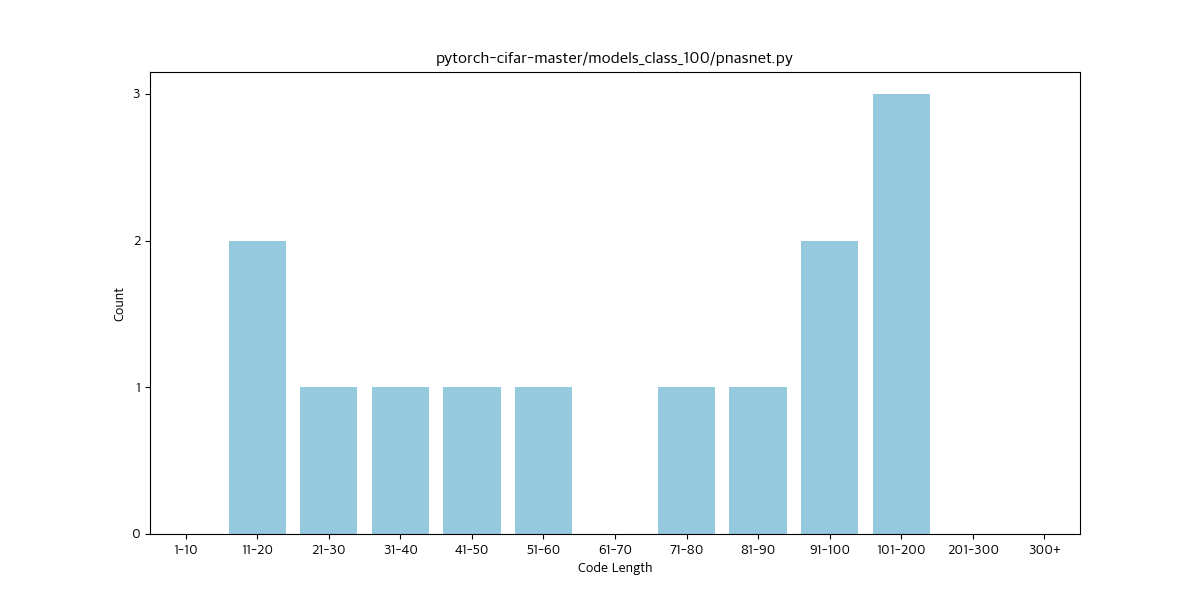 pytorch-cifar-master/models_class_100/pnasnet.py
Count
3
2
1
0
1-10 11-20 21-30 31-40 41-50 51-60 61-70 71-80 81-90 91-100 101-200 201-300 300+
Code Length